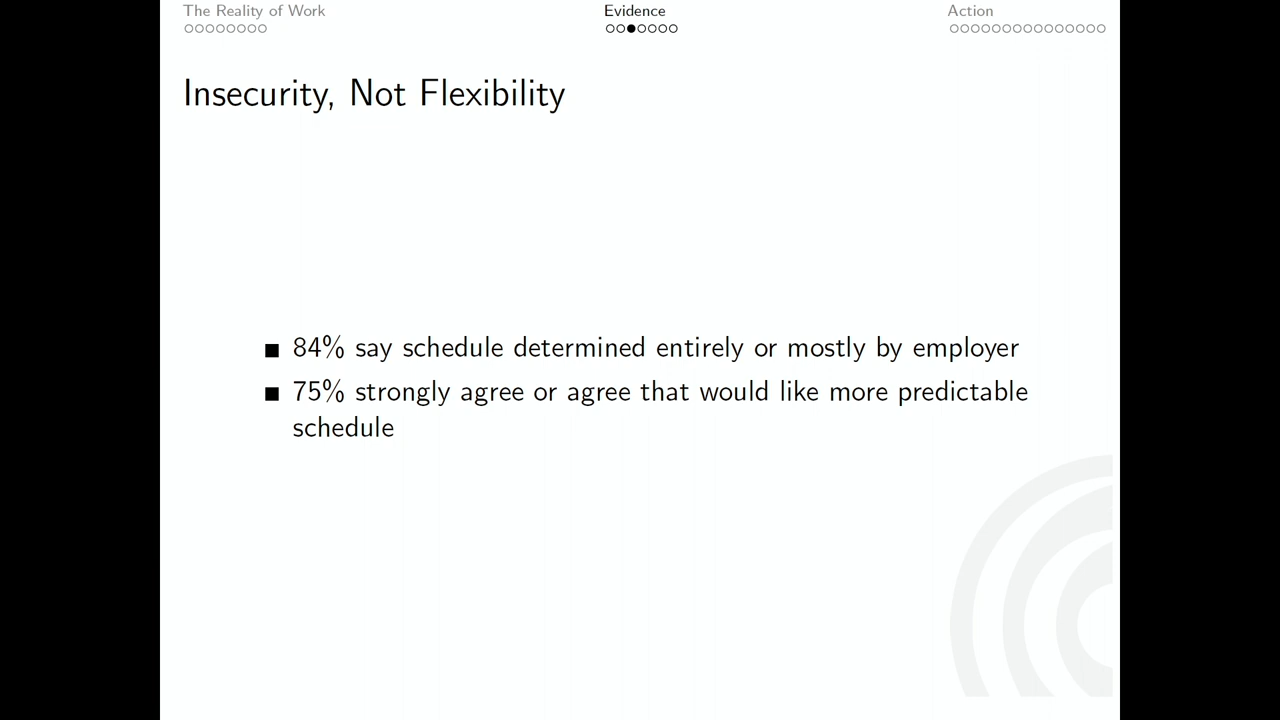 The Reality of Work
Evidence
Action
Insecurity, Not Flexibility
84% say schedule determined entirely or mostly by employer
75% strongly agree or agree that would like more predictable
schedule